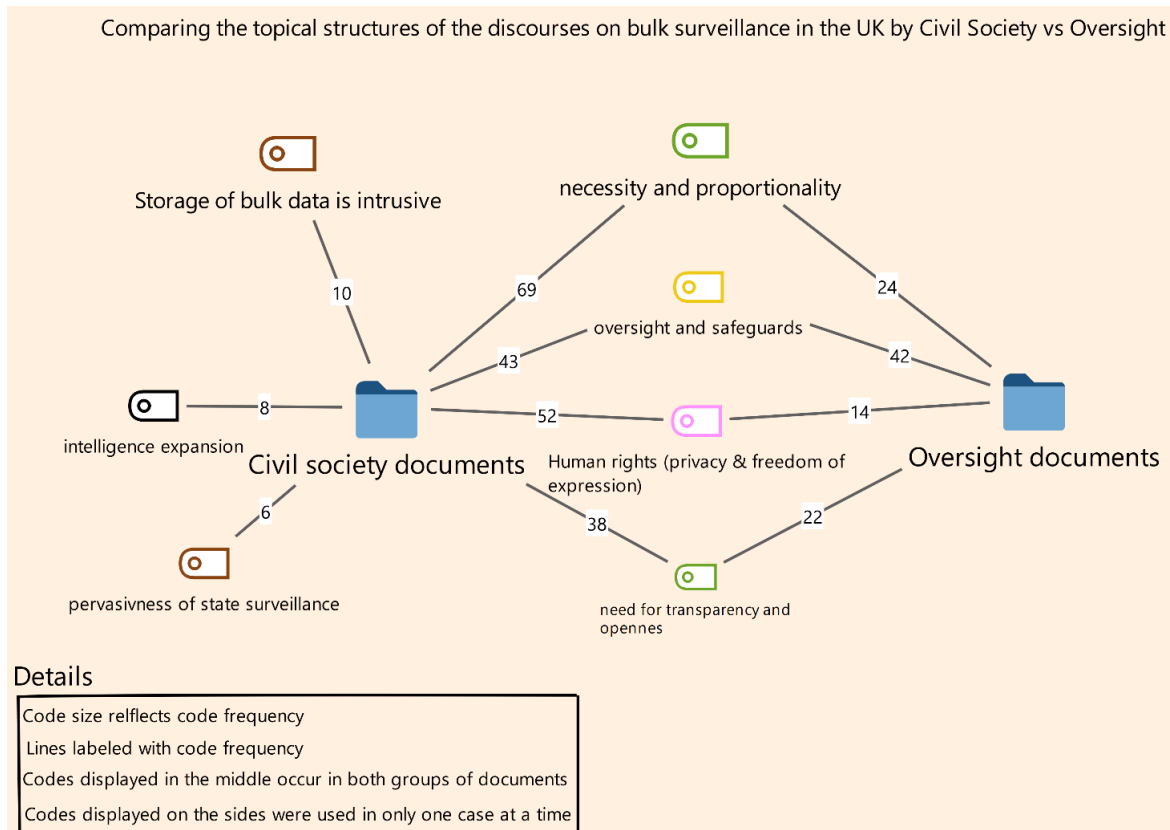 Comparing the topical structures of the discourses on bulk surveillance in the UK by Civil Society vs Oversight
Storage of bulk data is intrusive
necessity and proportionality
10
69
24
oversight and safeguards
43
42
8
52
14
intelligence expansion
Civil society documents
Human rights (privacy & freedom of
expression)
Oversight documents
6
38
22
pervasivness of state surveillance
need for transparency and
opennes
Details
Code size relflects code frequency
Lines labeled with code frequency
Codes displayed in the middle occur in both groups of documents
Codes displayed on the sides were used in only one case at a time